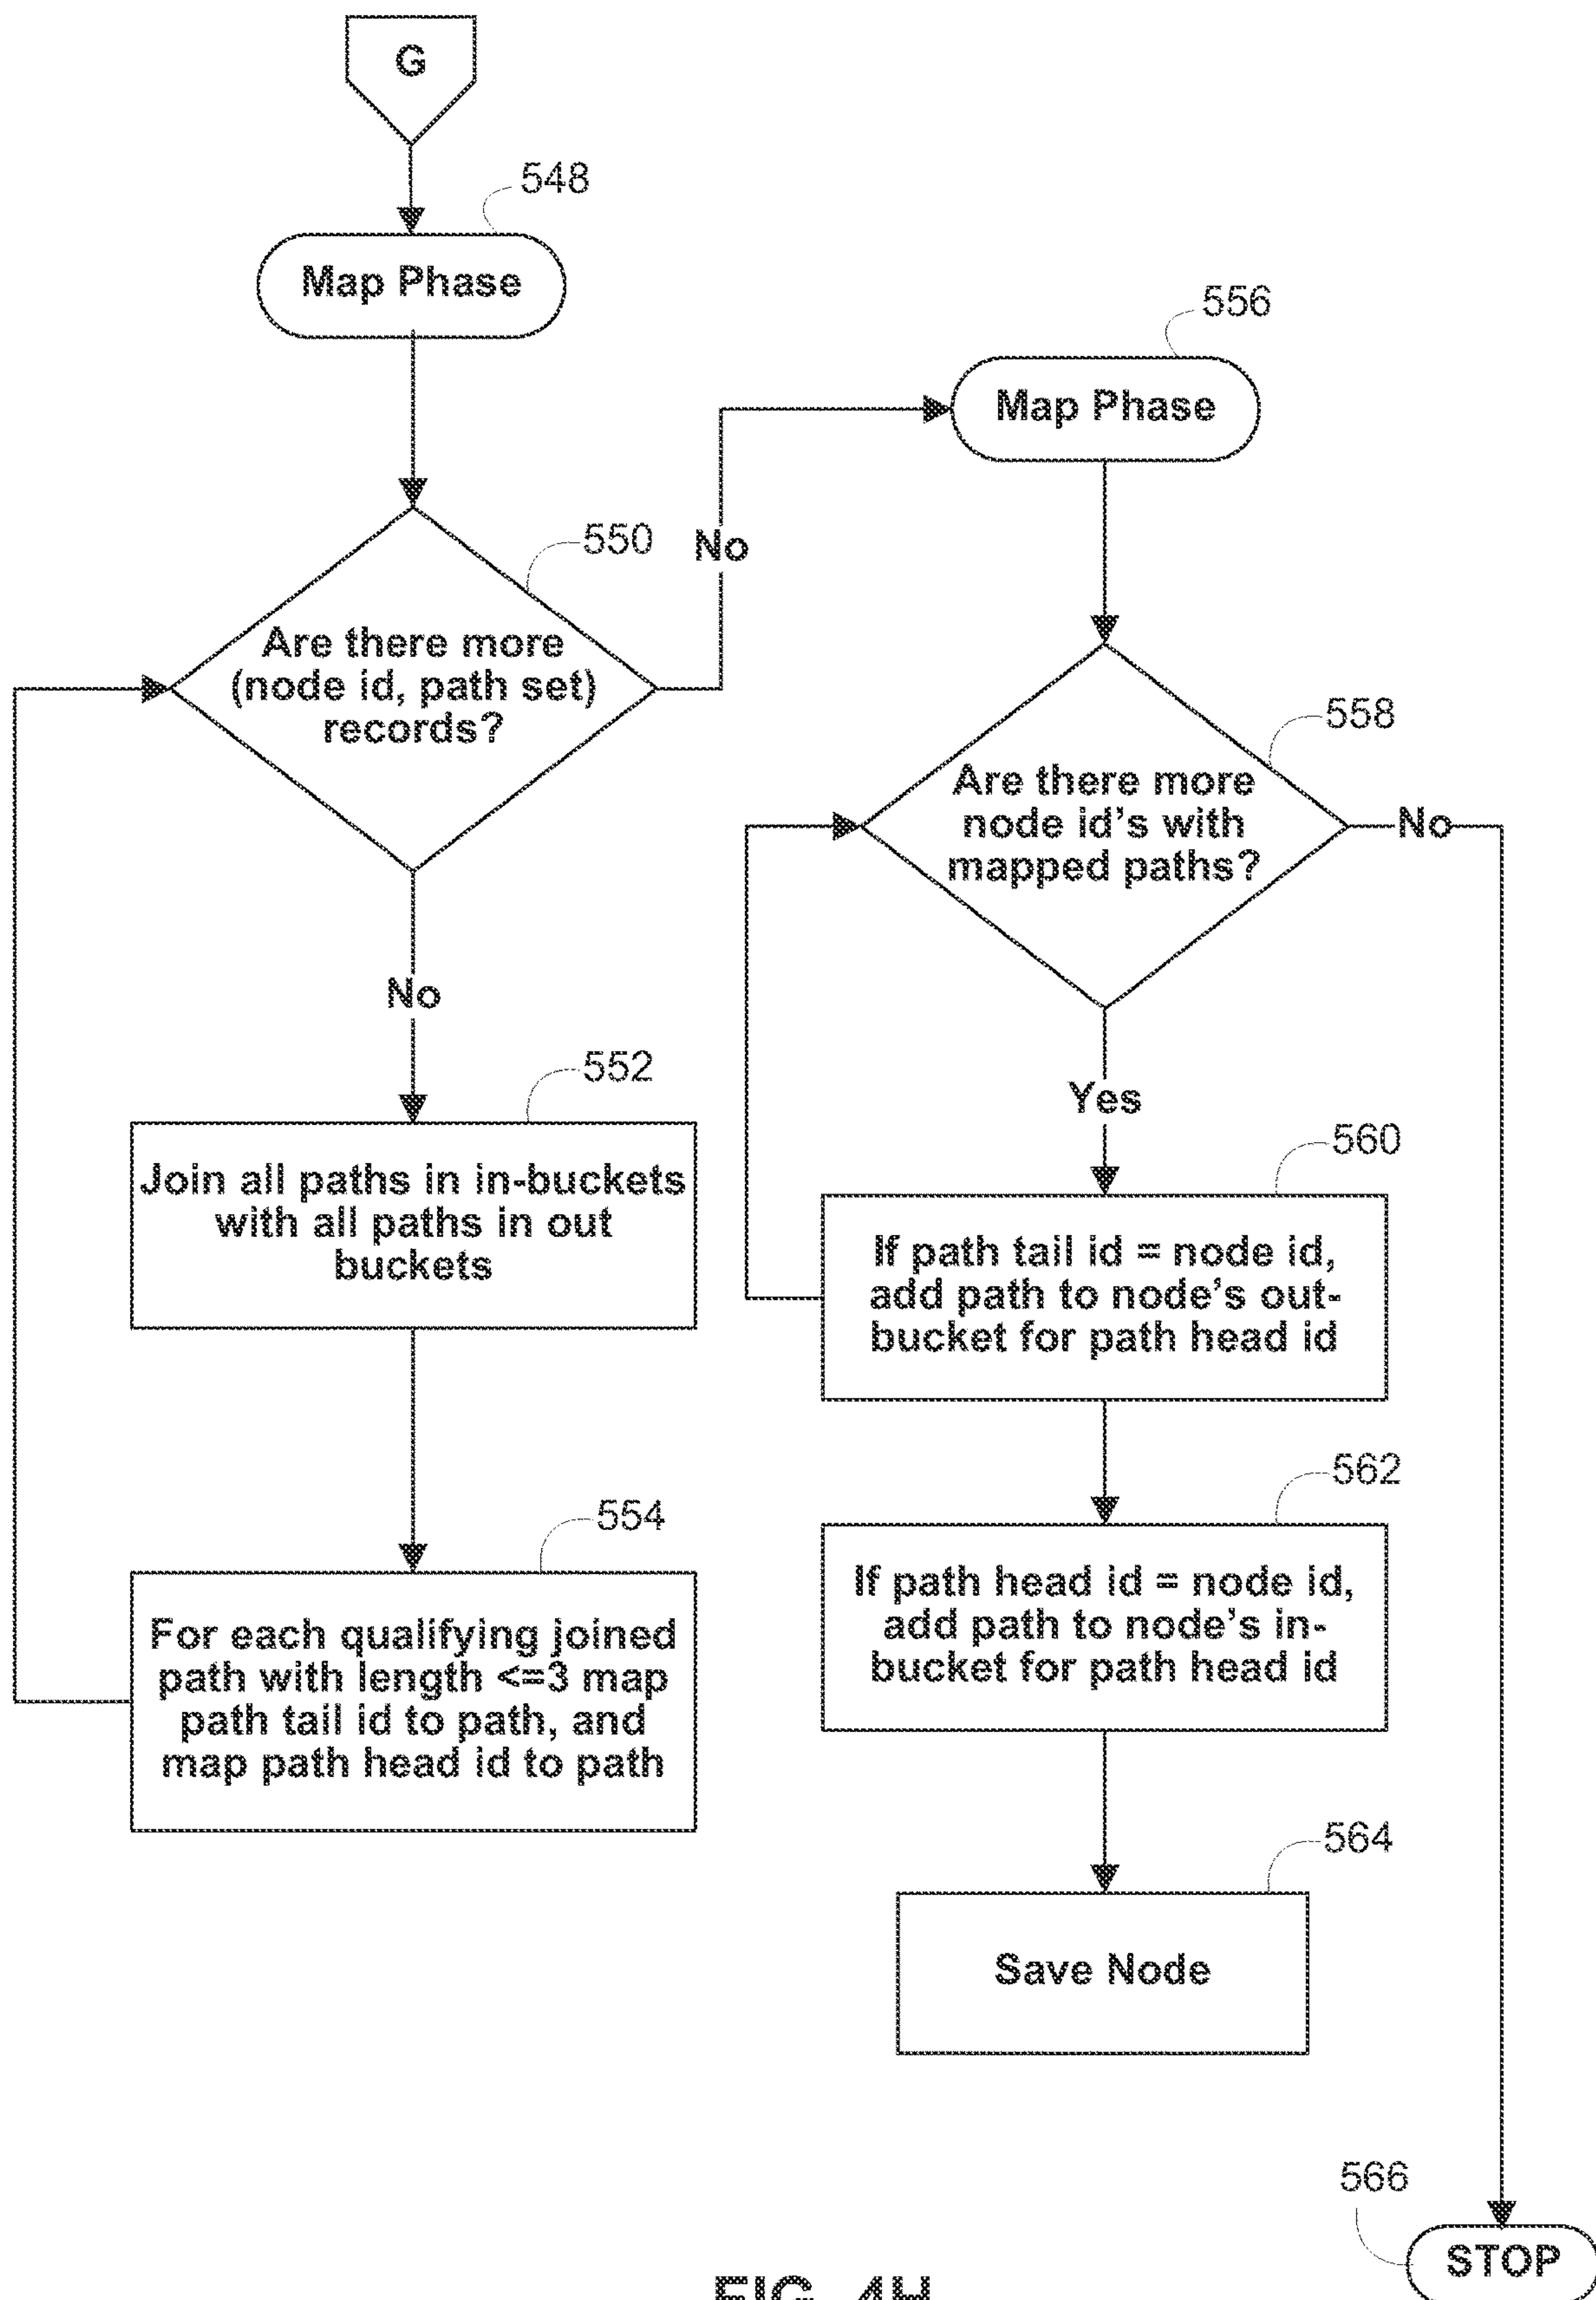 G
548
Map Phase
550
Are there more
(node id, path set)
records?
No
No
552
Join all paths in in-buckets
with all paths in out
buckets
554
For each qualifying joined
path with length <=3 map
path tail id to path, and
map path head id to path
556
Map Phase
558
Are there more
node id's with
mapped paths?
No
Yes
560
If path tail id = node id,
add path to node's out-
bucket for path head id
562
If path head id = node id,
add path to node's in-
bucket for path head id
564
Save Node
566
STOP
FIG. 4H